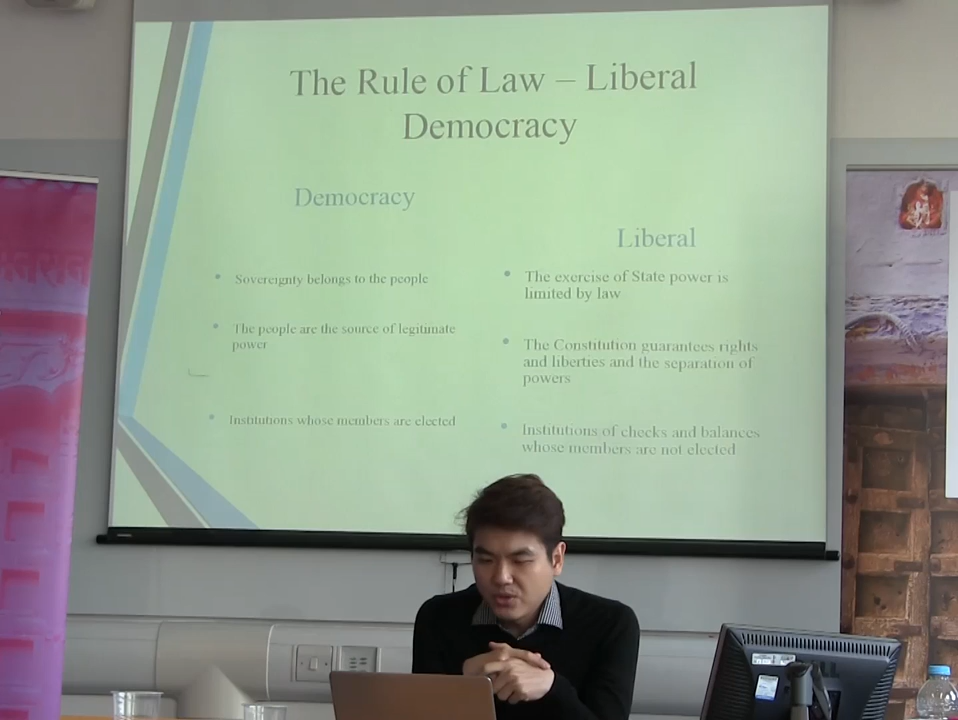 The Rule of Law – Liberal
Democracy
Democracy
• Sovereignty belongs to the people
• The people are the source of legitimate
power
• Institutions whose members are elected
Liberal
• The exercise of State power is
limited by law
• The Constitution guarantees rights
and liberties and the separation of
powers
• Institutions of checks and balances
whose members are not elected